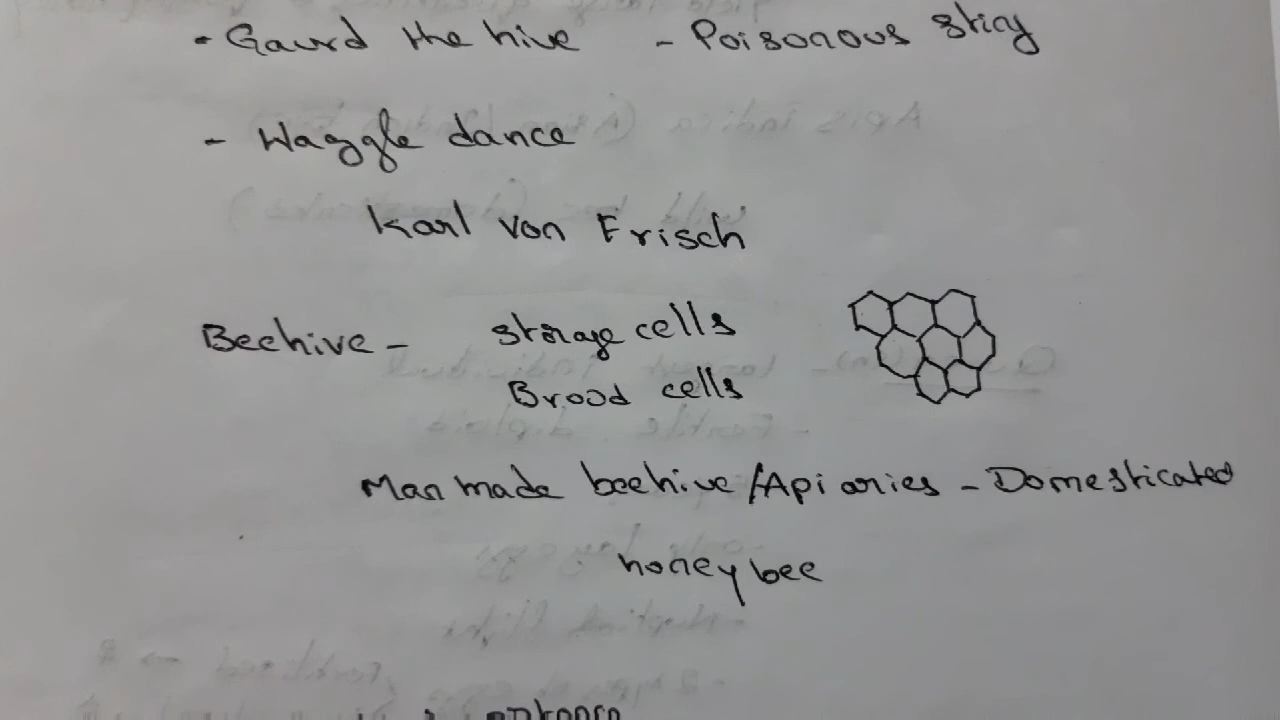 - Gaurd the hive - Poisonous sting
- Waggle dance
Karl von Frisch
Beehive - storage cells
Brood cells
Man made beehive / Apiaries - Domesticated
honey bee